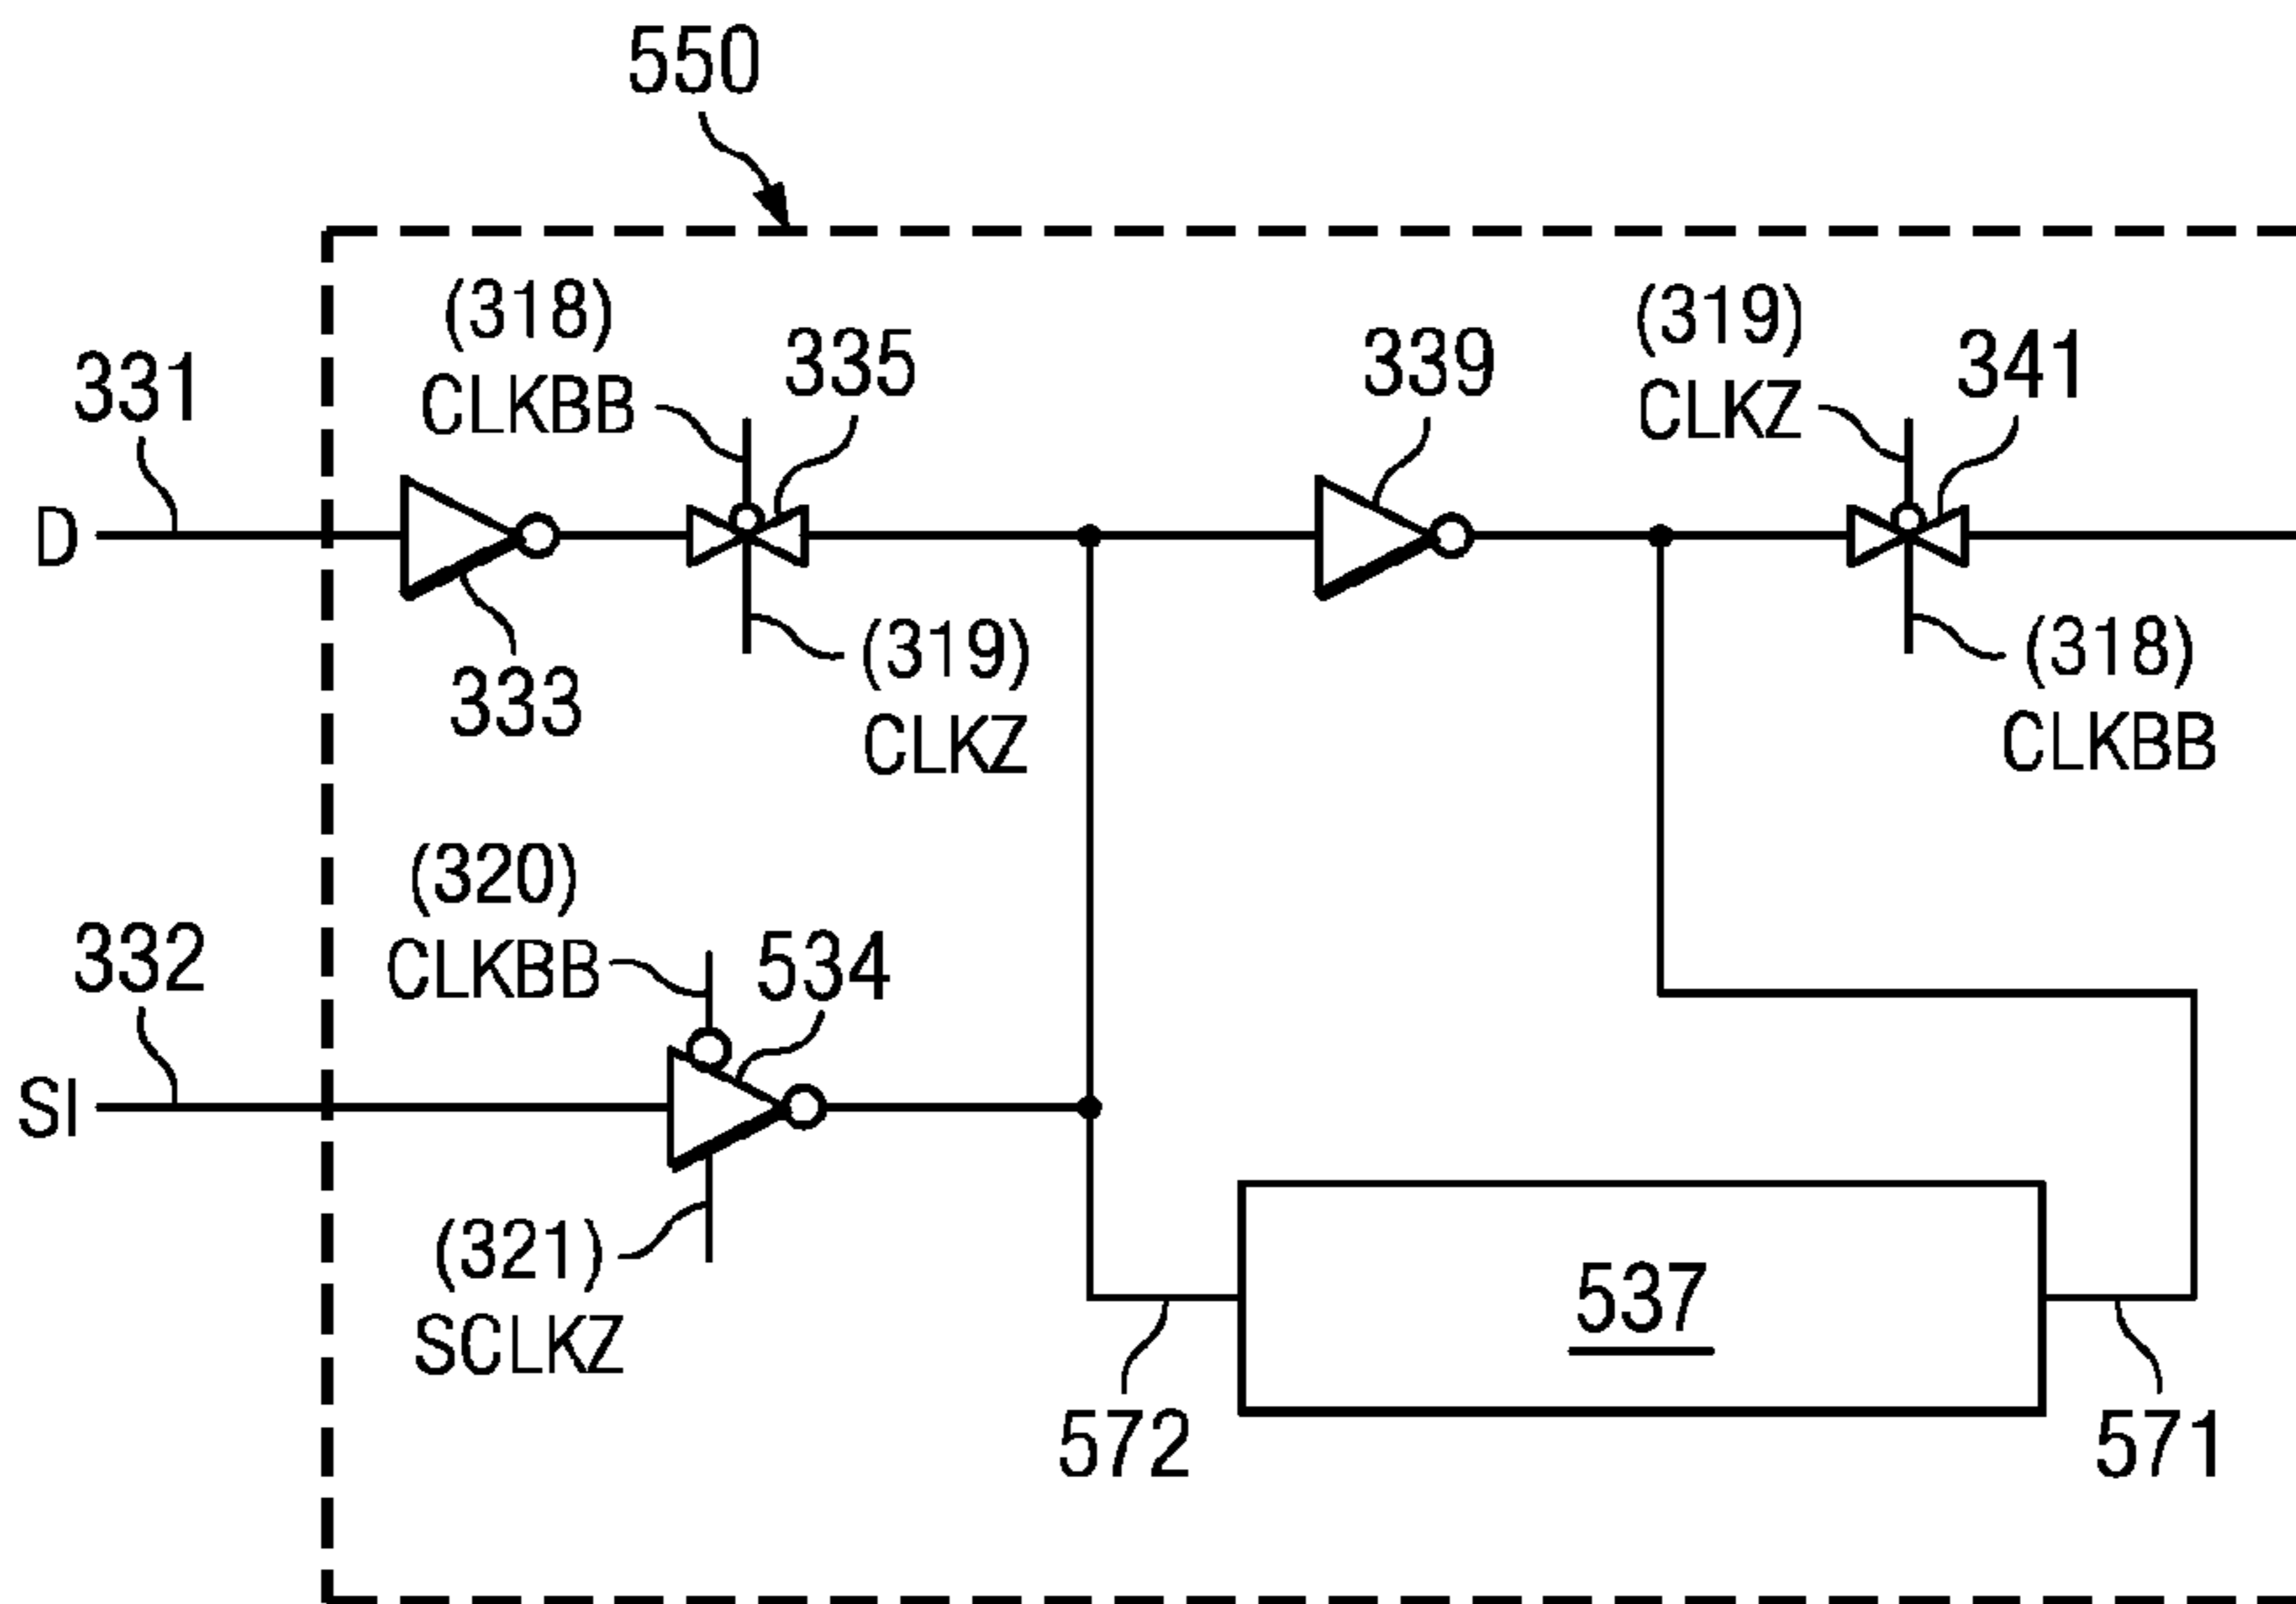 550
(318)
CLKBB
335
339
(319)
CLKZ
341
331
D
333
(319)
CLKZ
(318)
CLKBB
(320)
CLKBB
534
332
SI
(321)
SCLKZ
537
572
571